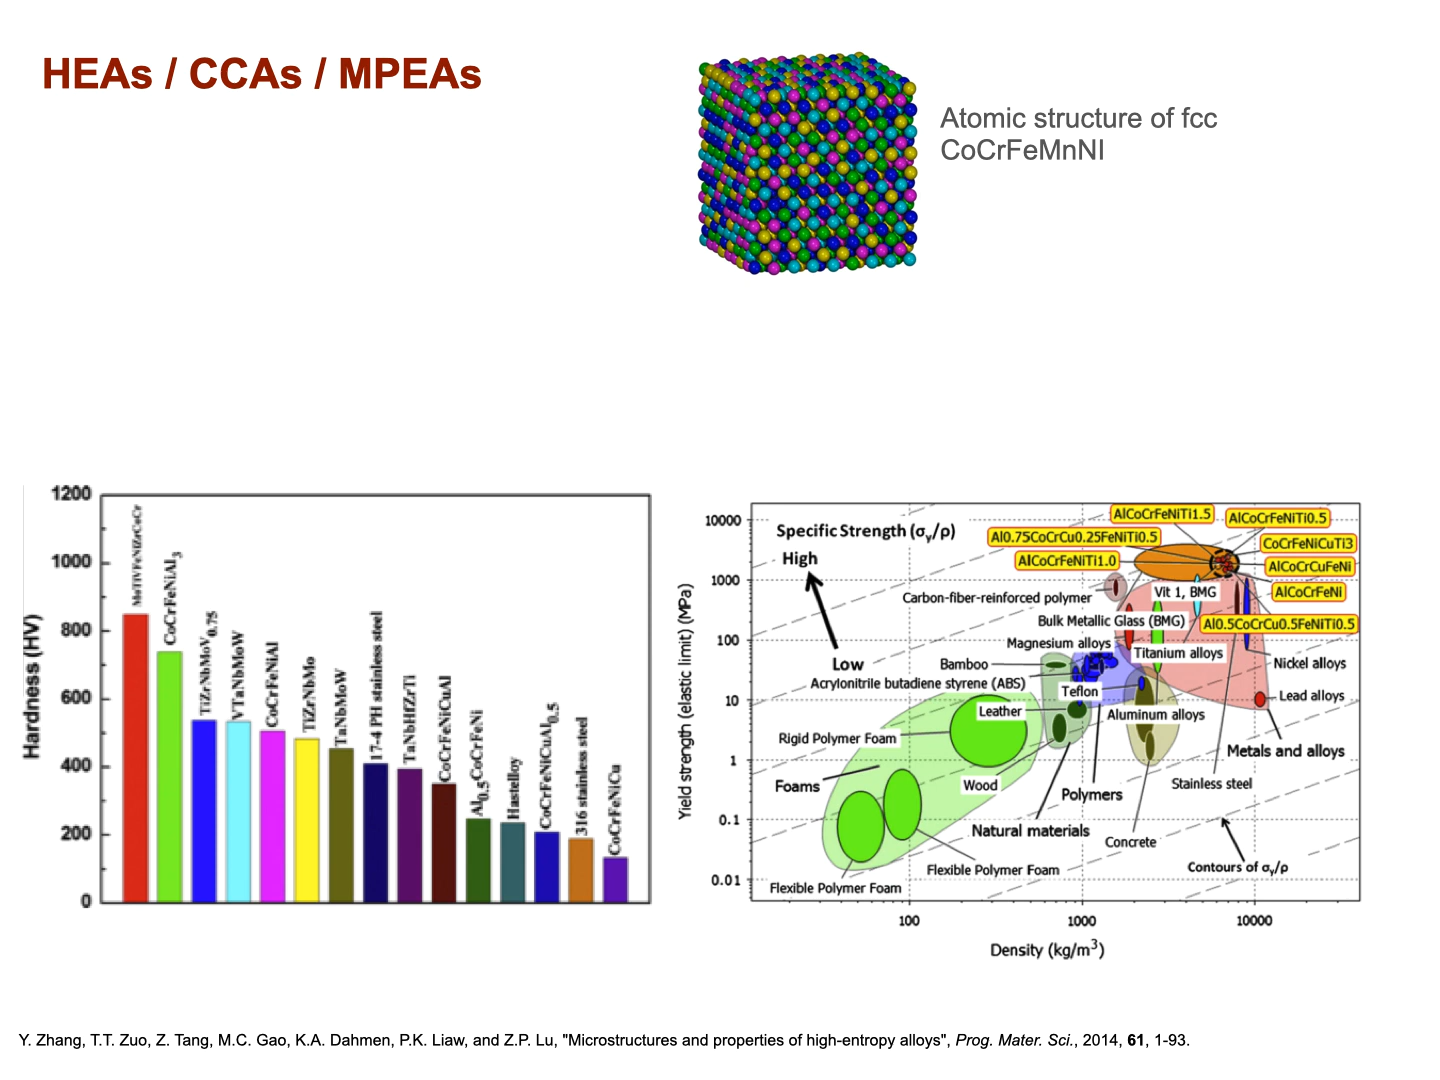 HEAs / CCAs / MPEAs
Atomic structure of fcc
CoCrFeMnNI
Hardness (HV)
1200
1000
800
600
400
200
0
CoCrFeNiAl3
TiZrNbMoV0.75
VTaNbMoW
CoCrFeNiAl
TiZrNbMo
TaNbMoW
17-4 PH stainless steel
TaNbHfZrTi
CoCrFeNiCuAl
Al0.5CoCrFeNi
Hastelloy
CoCrFeNiCuAl0.5
316 stainless steel
CoCrFeNiCu
Yield strength (elastic limit) (MPa)
10000
1000
100
10
1
0.1
0.01
Specific Strength (σy/ρ)
High
Low
AlCoCrFeNiTi1.5
AlCoCrFeNiTi0.5
Al0.75CoCrCu0.25FeNiTi0.5
CoCrFeNiCuTi3
AlCoCrFeNiTi1.0
AlCoCrCuFeNi
AlCoCrFeNi
Carbon-fiber-reinforced polymer
Vit 1, BMG
Bulk Metallic Glass (BMG)
Al0.5CoCrCu0.5FeNiTi0.5
Magnesium alloys
Titanium alloys
Bamboo
Nickel alloys
Acrylonitrile butadiene styrene (ABS)
Teflon
Lead alloys
Leather
Aluminum alloys
Rigid Polymer Foam
Metals and alloys
Foams
Wood
Stainless steel
Polymers
Natural materials
Concrete
Flexible Polymer Foam
Contours of σy/ρ
Flexible Polymer Foam
100
1000
10000
Density (kg/m3)
Y. Zhang, T.T. Zuo, Z. Tang, M.C. Gao, K.A. Dahmen, P.K. Liaw, and Z.P. Lu, "Microstructures and properties of high-entropy alloys", Prog. Mater. Sci., 2014, 61, 1-93.